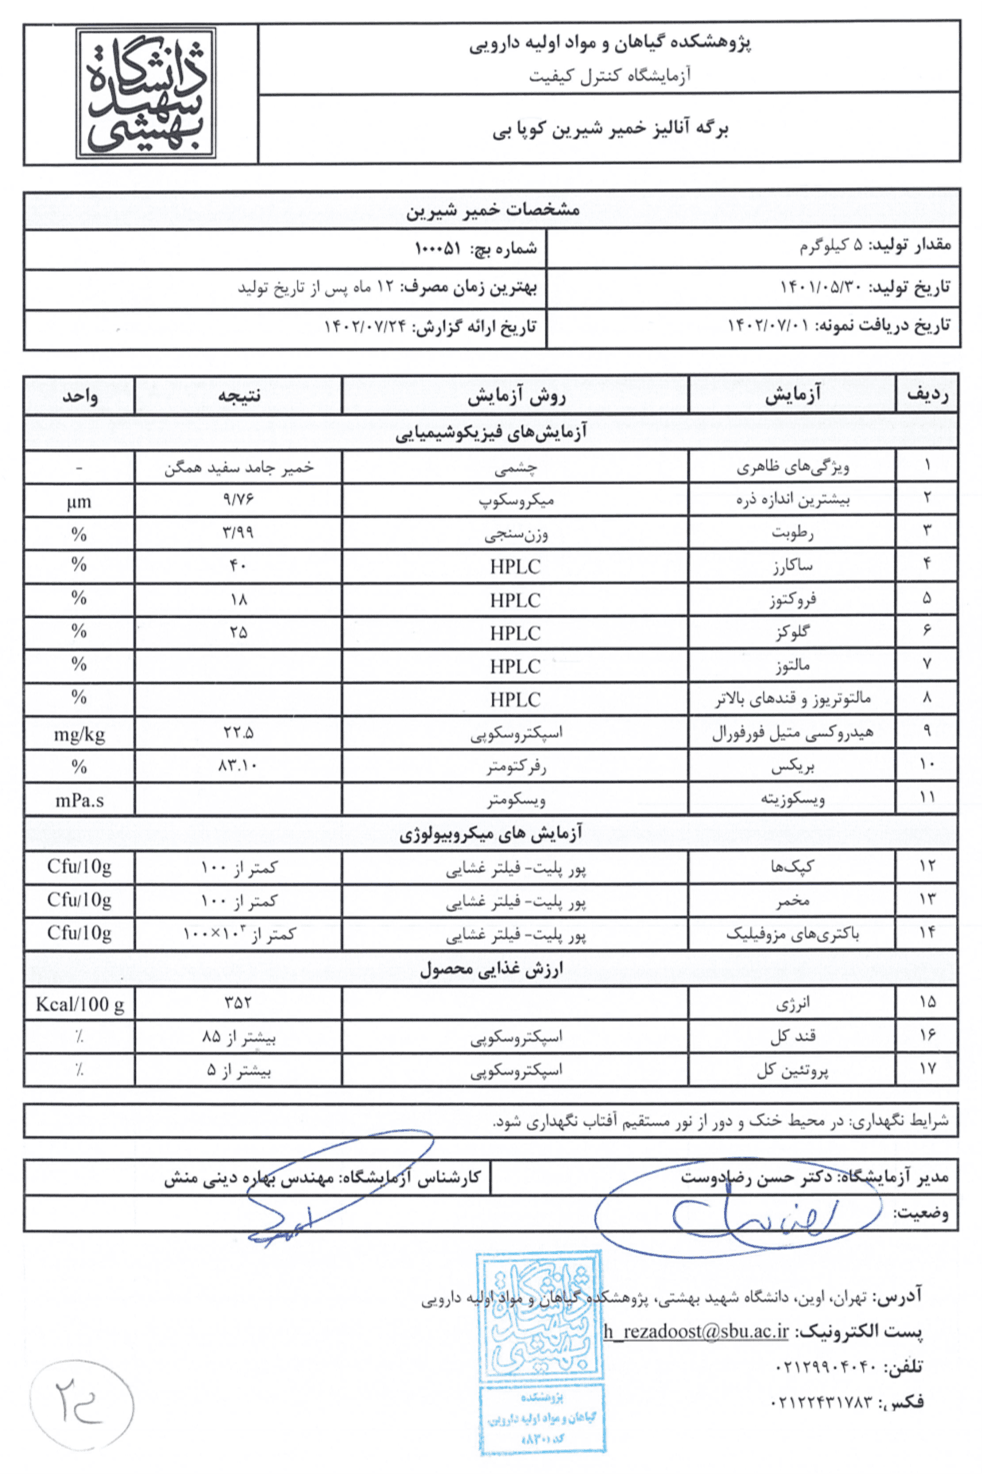 دانشگاه شهید بهشتی
پژوهشکده گیاهان و مواد اولیه دارویی
آزمایشگاه کنترل کیفیت
برگه آنالیز خمیر شیرین کوپا بی
مشخصات خمیر شیرین
مقدار تولید: ۵ کیلوگرم شماره بچ: ۱۰۰۰۵۱
تاریخ تولید: ۱۴۰۱/۰۵/۳۰ بهترین زمان مصرف: ۱۲ ماه پس از تاریخ تولید
تاریخ دریافت نمونه: ۱۴۰۲/۰۷/۰۱ تاریخ ارائه گزارش: ۱۴۰۲/۰۷/۲۴
ردیف آزمایش روش آزمایش نتیجه واحد
آزمایش‌های فیزیکوشیمیایی
۱ ویژگی‌های ظاهری چشمی خمیر جامد سفید همگن -
۲ بیشترین اندازه ذره میکروسکوپ ۹/۷۶ µm
۳ رطوبت وزن‌سنجی ۳/۹۹ %
۴ ساکارز HPLC ۴۰ %
۵ فروکتوز HPLC ۱۸ %
۶ گلوکز HPLC ۲۵ %
۷ مالتوز HPLC %
۸ مالتوتریوز و قندهای بالاتر HPLC %
۹ هیدروکسی متیل فورفورال اسپکتروسکوپی ۲۲.۵ mg/kg
۱۰ بریکس رفرکتومتر ۸۳.۱۰ %
۱۱ ویسکوزیته ویسکومتر mPa.s
آزمایش های میکروبیولوژی
۱۲ کپک‌ها پور پلیت- فیلتر غشایی کمتر از ۱۰۰ Cfu/10g
۱۳ مخمر پور پلیت- فیلتر غشایی کمتر از ۱۰۰ Cfu/10g
۱۴ باکتری‌های مزوفیلیک پور پلیت- فیلتر غشایی کمتر از ۱۰۰×۱۰³ Cfu/10g
ارزش غذایی محصول
۱۵ انرژی ۳۵۲ Kcal/100 g
۱۶ قند کل اسپکتروسکوپی بیشتر از ۸۵ ٪
۱۷ پروتئین کل اسپکتروسکوپی بیشتر از ۵ ٪
شرایط نگهداری: در محیط خنک و دور از نور مستقیم آفتاب نگهداری شود.
مدیر آزمایشگاه: دکتر حسن رضادوست کارشناس آزمایشگاه: مهندس بهاره دینی منش
وضعیت:
آدرس: تهران، اوین، دانشگاه شهید بهشتی، پژوهشکده گیاهان و مواد اولیه دارویی
پست الکترونیک: h_rezadoost@sbu.ac.ir
تلفن: ۰۲۱۲۹۹۰۴۰۴۰
فکس: ۰۲۱۲۲۴۳۱۷۸۳
دانشگاه شهید بهشتی
پژوهشکده
گیاهان و مواد اولیه دارویی
کد (۸۳۰)